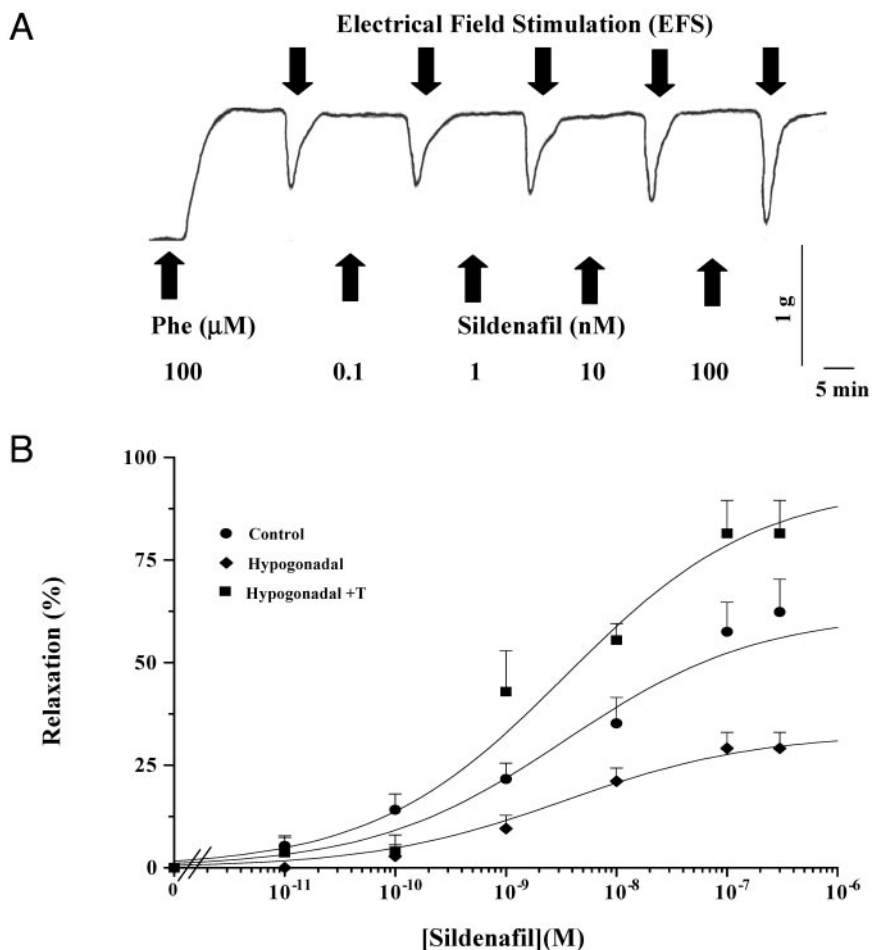 A
Electrical Field Stimulation (EFS)
Phe (μM)
Sildenafil (nM)
100 0.1 1 10 100
1 g
5 min
B
100
75
50
25
0
Relaxation (%)
Control
Hypogonadal
Hypogonadal +T
0 10⁻¹¹ 10⁻¹⁰ 10⁻⁹ 10⁻⁸ 10⁻⁷ 10⁻⁶
[Sildenafil](M)